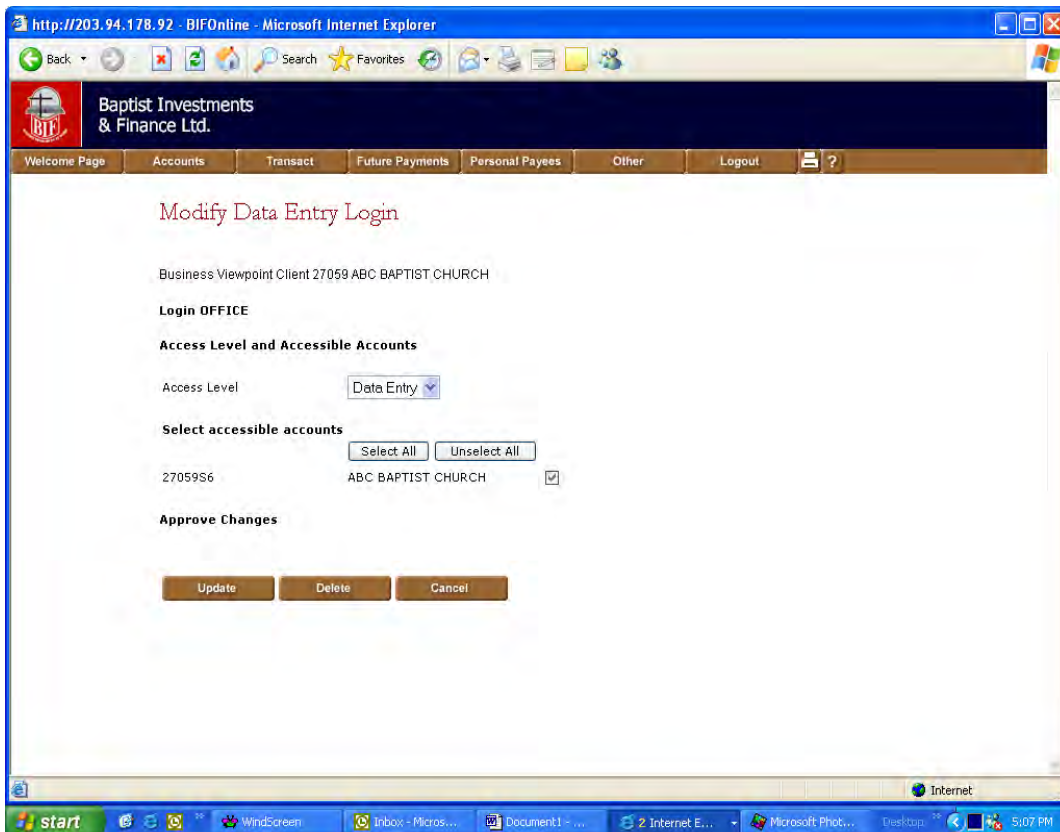 http://203.94.178.92 - BIFOnline - Microsoft Internet Explorer
Back Search Favorites
BIF
Baptist Investments
& Finance Ltd.
Welcome Page Accounts Transact Future Payments Personal Payees Other Logout ?
Modify Data Entry Login
Business Viewpoint Client 27059 ABC BAPTIST CHURCH
Login OFFICE
Access Level and Accessible Accounts
Access Level Data Entry
Select accessible accounts
Select All Unselect All
27059S6 ABC BAPTIST CHURCH
Approve Changes
Update Delete Cancel
Internet
start WindScreen Inbox - Micros... Document1 - ... 2 Internet E... Microsoft Phot... Desktop 5:07 PM